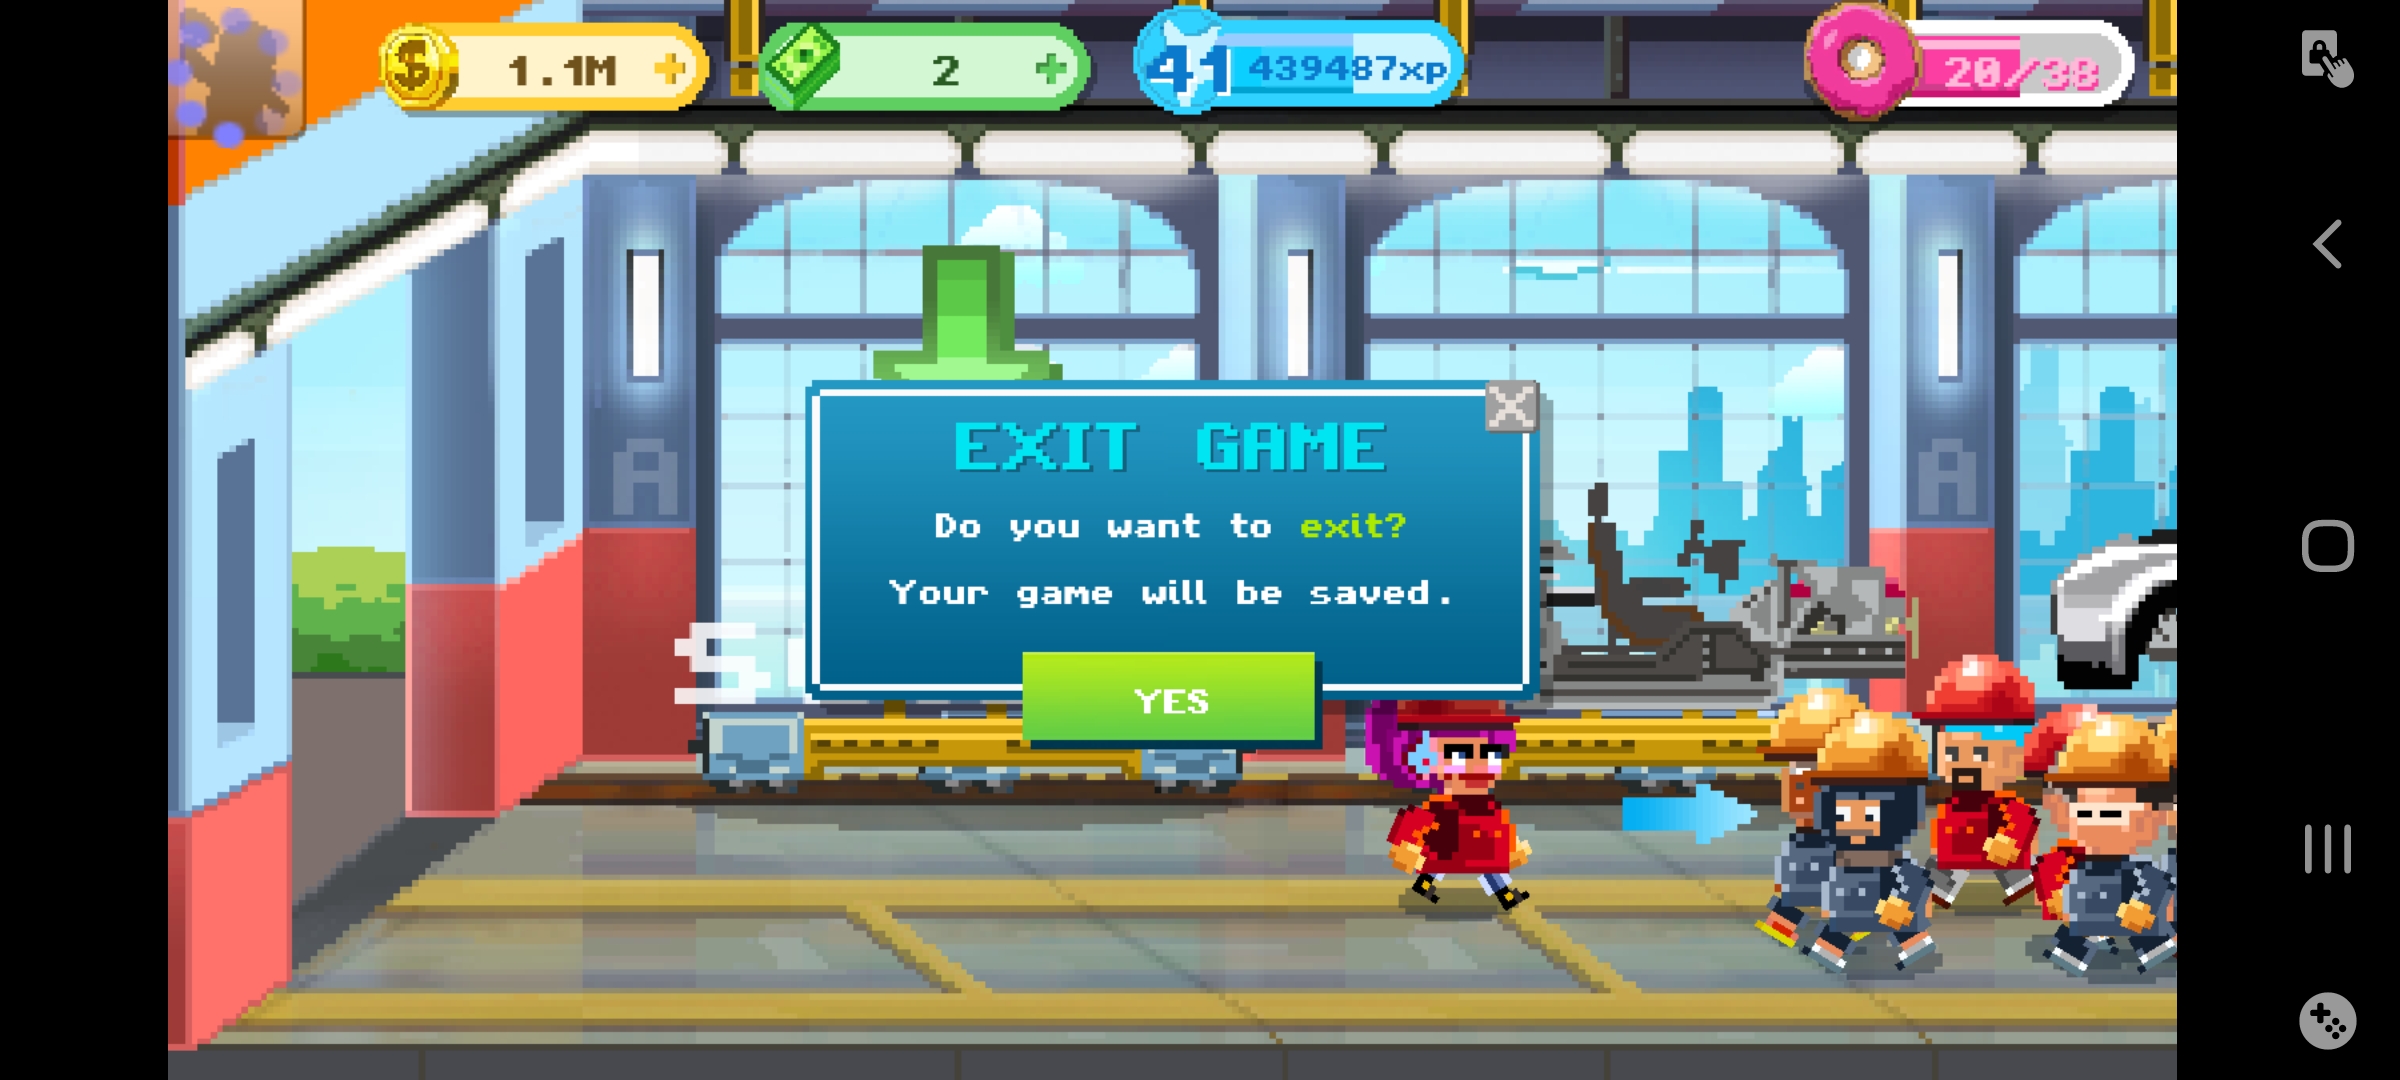 1.1M
2
41
439487xp
20/38
A
A
EXIT GAME
Do you want to exit?
Your game will be saved.
S
YES